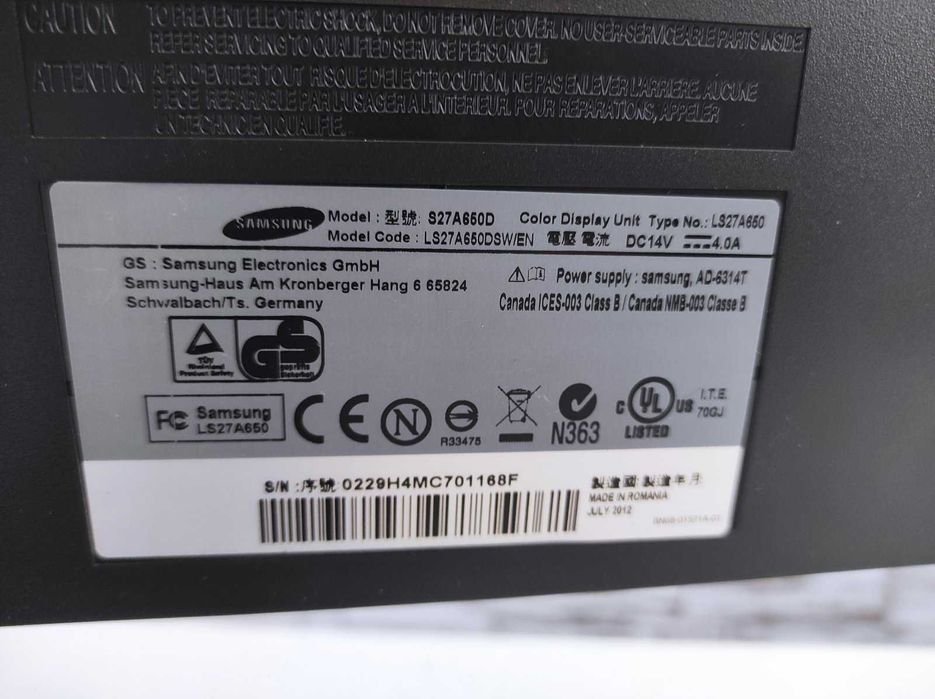 CAUTION TO PREVENT ELECTRIC SHOCK, DO NOT REMOVE COVER. NO USER-SERVICEABLE PARTS INSIDE
REFER SERVICING TO QUALIFIED SERVICE PERSONNEL.
ATTENTION AFIN D'EVITER TOUT RISQUE D'ELECTROCUTION, NE PAS ENLEVER L'ARRIERE. AUCUNE
PIECE REPARABLE PAR L'USAGER A L'INTERIEUR. POUR REPARATIONS, APPELER
UN TECHNICIEN QUALIFIE.
SAMSUNG
Model : 型號: S27A650D Color Display Unit Type No.: LS27A650
Model Code : LS27A650DSW/EN 電壓 電流 DC14V 4.0A
GS : Samsung Electronics GmbH
Samsung-Haus Am Kronberger Hang 6 65824
Schwalbach/Ts. Germany
Power supply : samsung, AD-6314T
Canada ICES-003 Class B / Canada NMB-003 Classe B
TÜV
Rheinland
Product Safety
GS
geprüfte
Sicherheit
FC Samsung
LS27A650
CE
N
R33475
N363
C UL US
LISTED
I.T.E.
70GJ
S/N : 序號 0229H4MC701168F
製造國 製造年月
MADE IN ROMANIA
JULY 2012